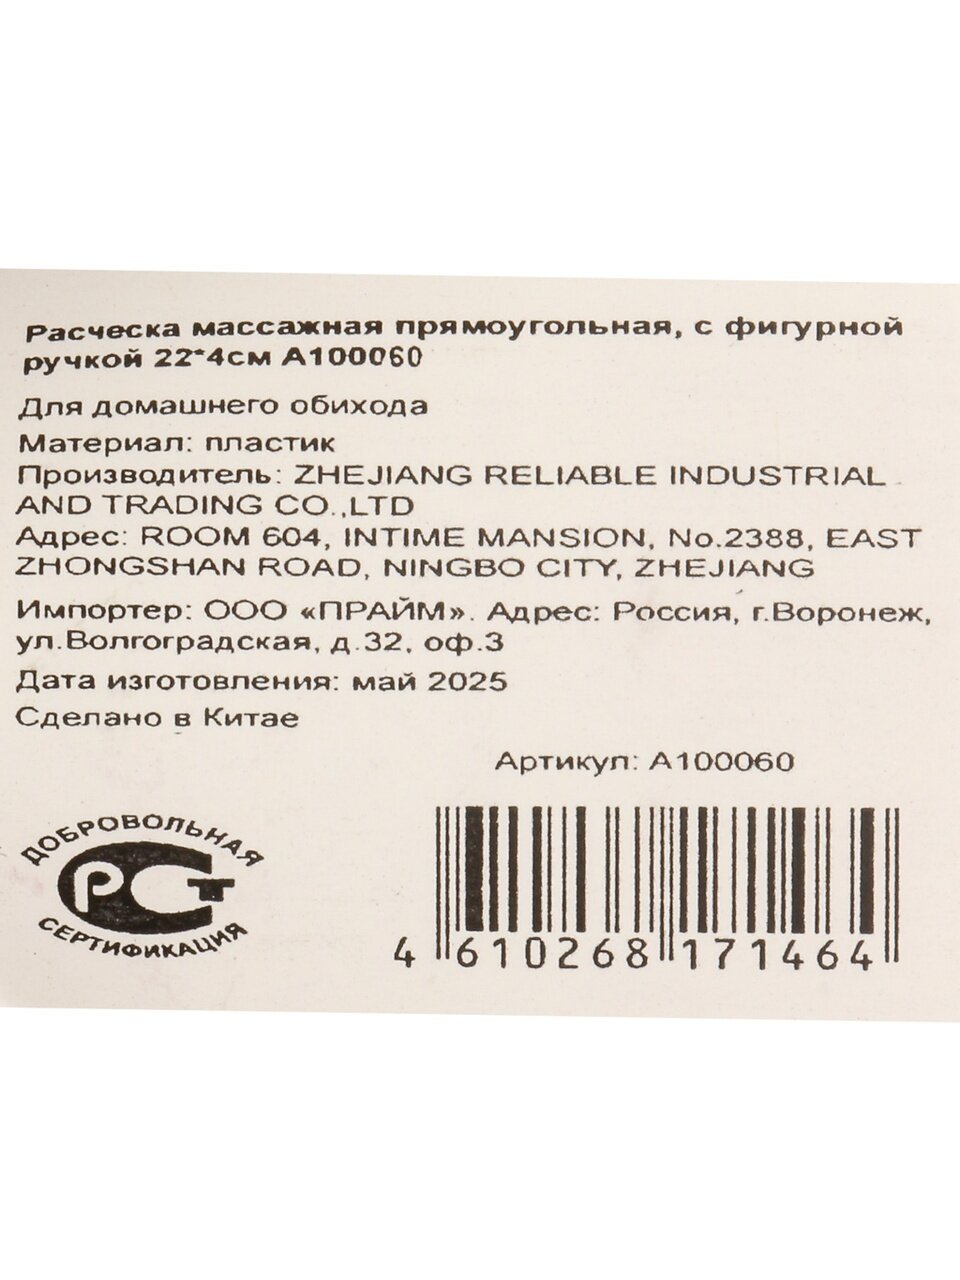 Расческа массажная прямоугольная, с фигурной
ручкой 22*4см А100060
Для домашнего обихода
Материал: пластик
Производитель: ZHEJIANG RELIABLE INDUSTRIAL
AND TRADING CO.,LTD
Адрес: ROOM 604, INTIME MANSION, No.2388, EAST
ZHONGSHAN ROAD, NINGBO CITY, ZHEJIANG
Импортер: ООО «ПРАЙМ». Адрес: Россия, г.Воронеж,
ул.Волгоградская, д.32, оф.3
Дата изготовления: май 2025
Сделано в Китае
Артикул: А100060
ДОБРОВОЛЬНАЯ
РСТ
СЕРТИФИКАЦИЯ
4 610268 171464